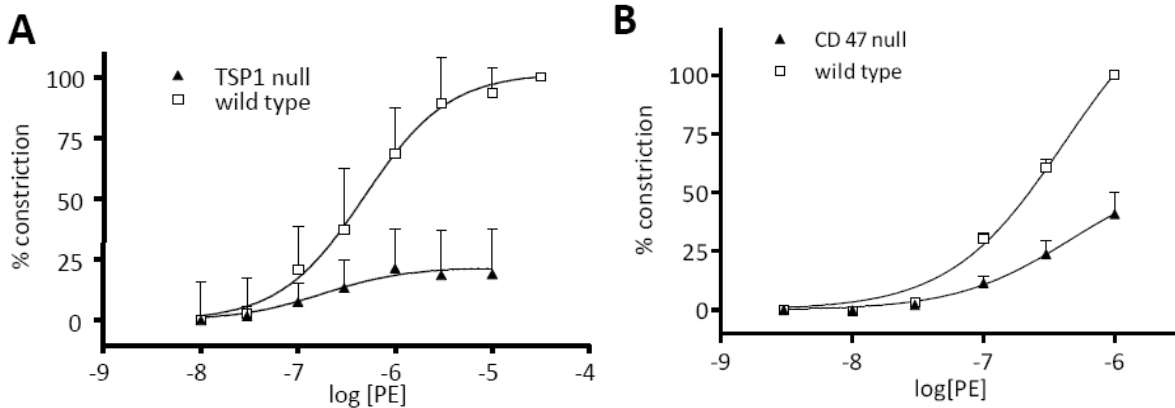 A
TSP1 null
wild type
% constriction
100
75
50
25
0
-9 -8 -7 -6 -5 -4
log [PE]
B
CD 47 null
wild type
% constriction
100
75
50
25
0
-9 -8 -7 -6
log[PE]